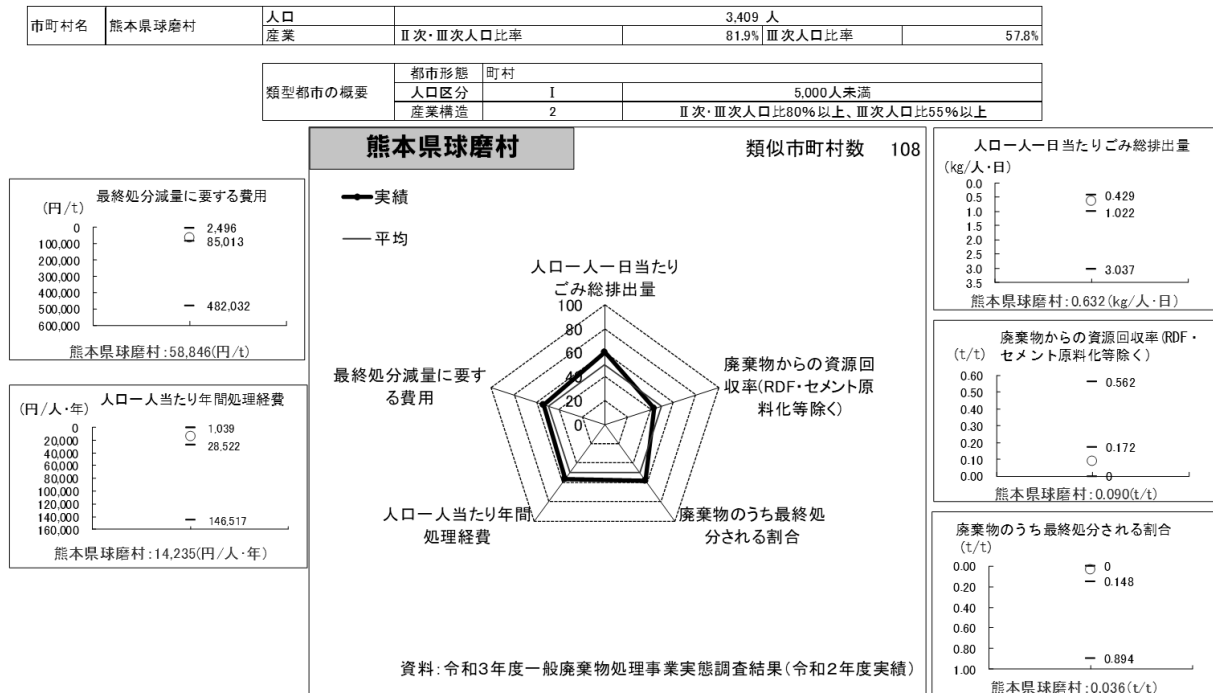 市町村名 熊本県球磨村 人口 3,409 人
産業 Ⅱ次・Ⅲ次人口比率 81.9% Ⅲ次人口比率 57.8%
類型都市の概要 都市形態 町村
人口区分 Ⅰ 5,000人未満
産業構造 2 Ⅱ次・Ⅲ次人口比80%以上、Ⅲ次人口比55%以上
熊本県球磨村 類似市町村数 108
実績
平均
人口一人一日当たり
ごみ総排出量
廃棄物からの資源回
収率(RDF・セメント原
料化等除く)
廃棄物のうち最終処
分される割合
人口一人当たり年間
処理経費
最終処分減量に要す
る費用
100
80
60
40
20
0
資料:令和3年度一般廃棄物処理事業実態調査結果(令和2年度実績)
最終処分減量に要する費用
(円/t)
0
100,000
200,000
300,000
400,000
500,000
600,000
2,496
85,013
482,032
熊本県球磨村:58,846(円/t)
人口一人当たり年間処理経費
(円/人・年)
0
20,000
40,000
60,000
80,000
100,000
120,000
140,000
160,000
1,039
28,522
146,517
熊本県球磨村:14,235(円/人・年)
人口一人一日当たりごみ総排出量
(kg/人・日)
0.0
0.5
1.0
1.5
2.0
2.5
3.0
3.5
0.429
1.022
3.037
熊本県球磨村:0.632(kg/人・日)
廃棄物からの資源回収率(RDF・
セメント原料化等除く)
(t/t)
0.60
0.50
0.40
0.30
0.20
0.10
0.00
0.562
0.172
0
熊本県球磨村:0.090(t/t)
廃棄物のうち最終処分される割合
(t/t)
0.00
0.20
0.40
0.60
0.80
1.00
0
0.148
0.894
熊本県球磨村:0.036(t/t)